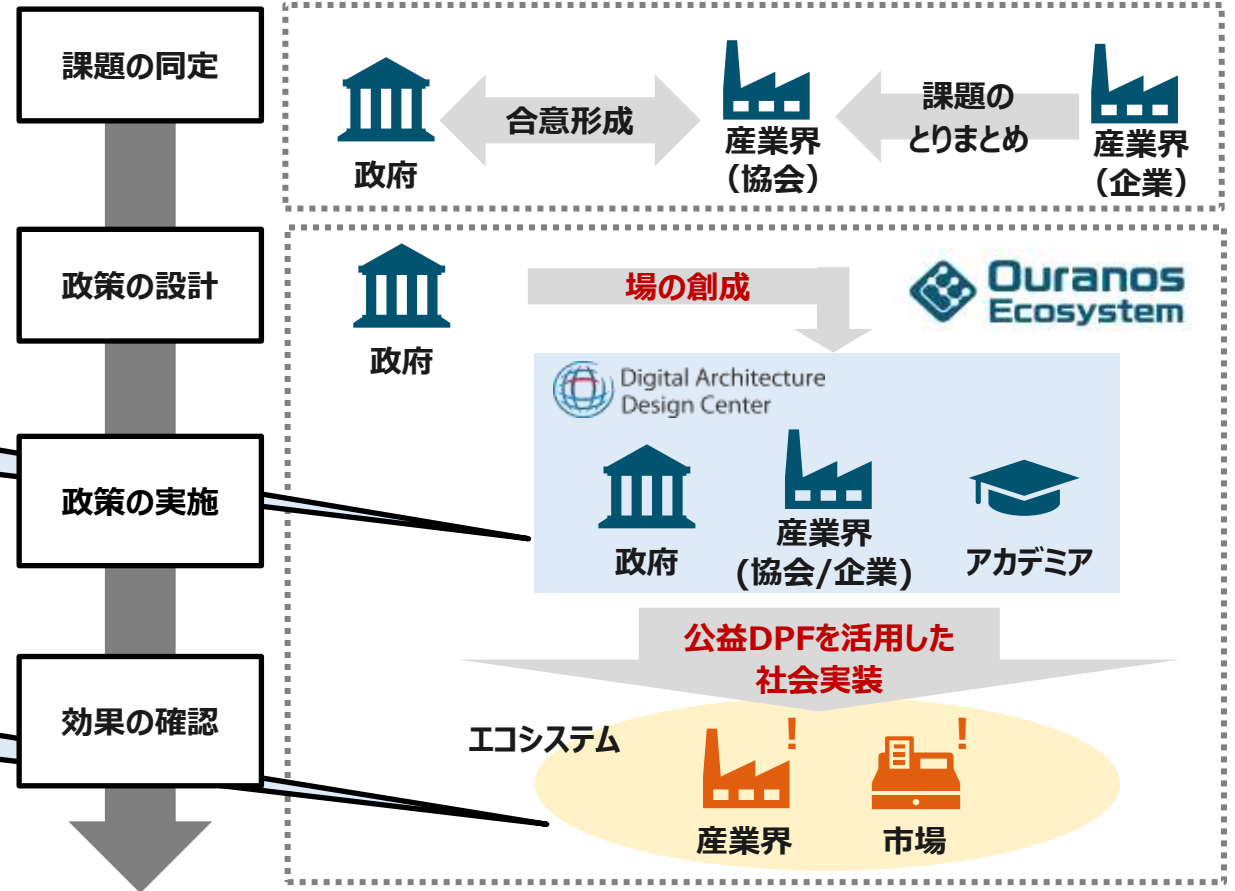 課題の同定
政府
合意形成
産業界
（協会）
課題の
とりまとめ
産業界
（企業）
政策の設計
政府
場の創成
Ouranos
Ecosystem
Digital Architecture
Design Center
政策の実施
政府
産業界
(協会/企業)
アカデミア
公益DPFを活用した
社会実装
効果の確認
エコシステム
!
!
産業界
市場